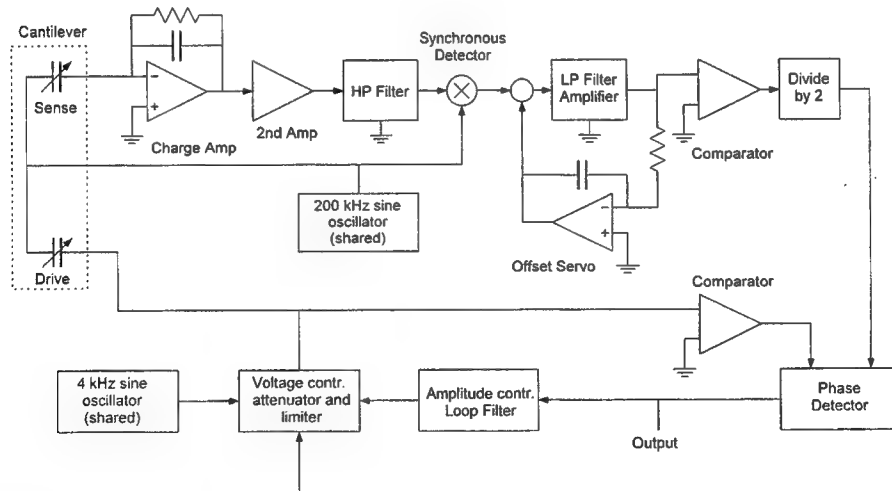 Cantilever
Sense
Charge Amp
2nd Amp
HP Filter
Synchronous
Detector
LP Filter
Amplifier
Comparator
Divide
by 2
200 kHz sine
oscillator
(shared)
Offset Servo
Drive
Comparator
4 kHz sine
oscillator
(shared)
Voltage contr.
attenuator and
limiter
Amplitude contr.
Loop Filter
Output
Phase
Detector